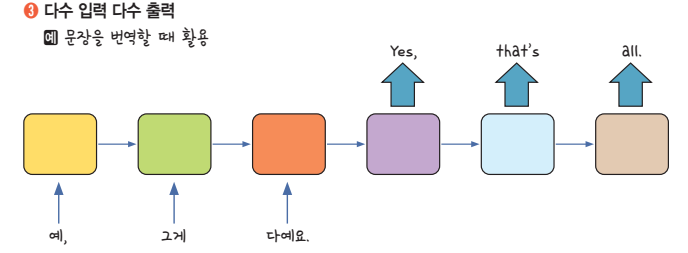 ❸ 다수 입력 다수 출력
예 문장을 번역할 때 활용
Yes, that's all.
예, 그게 다예요.